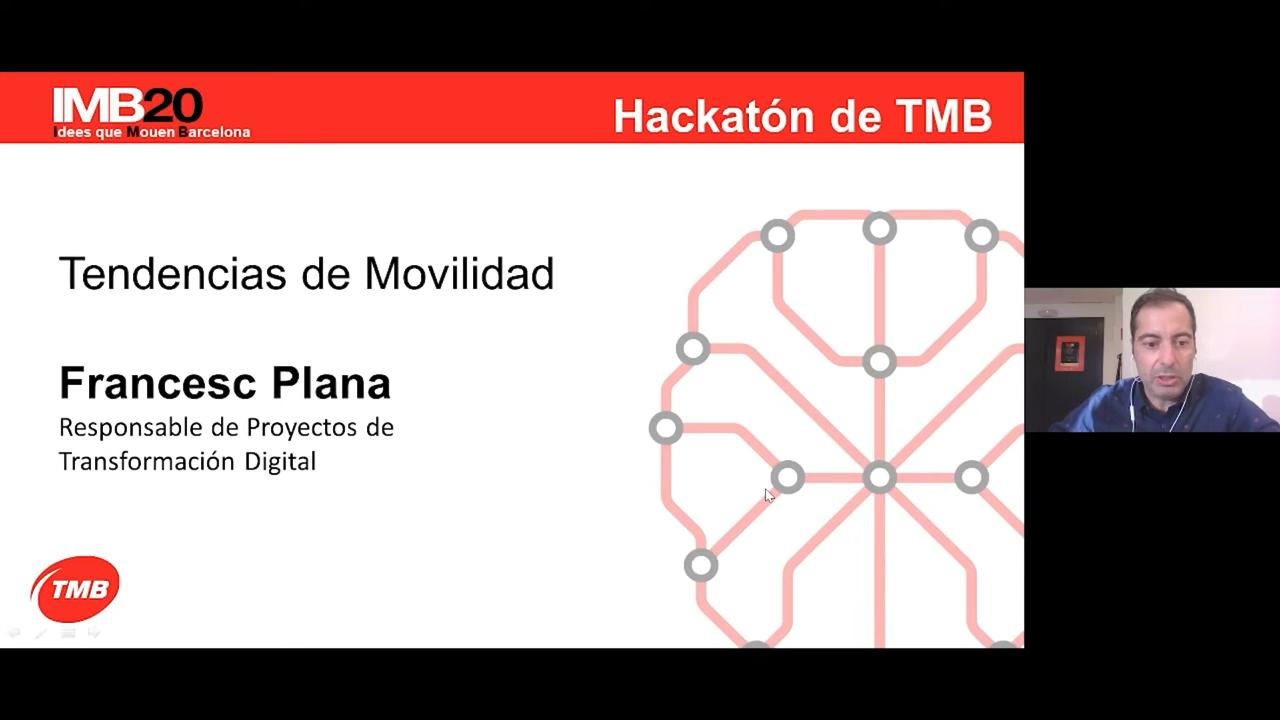 IMB20
Idees que Mouen Barcelona
Hackatón de TMB
Tendencias de Movilidad
Francesc Plana
Responsable de Proyectos de
Transformación Digital
TMB